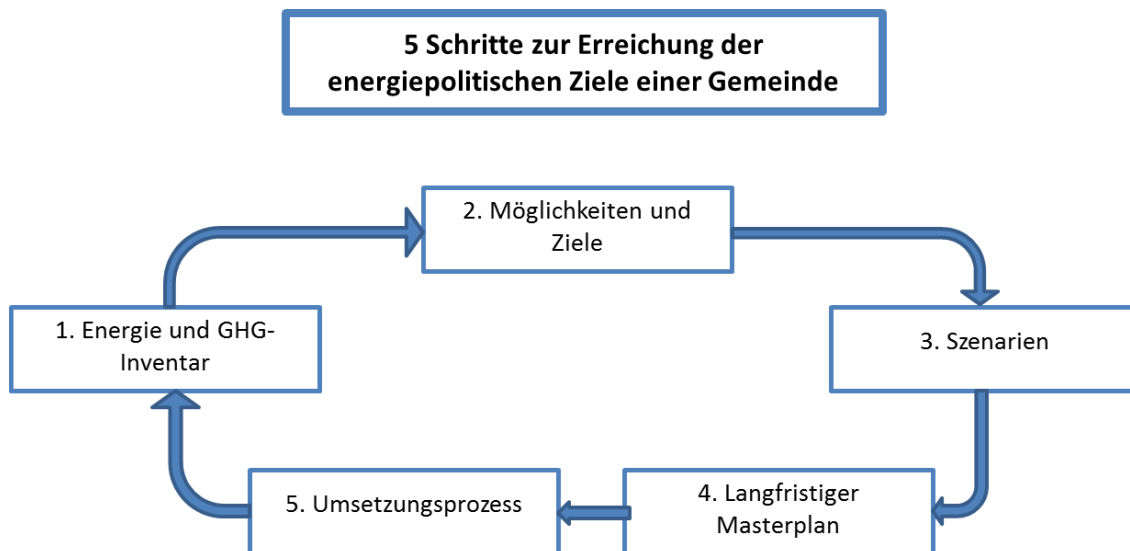 5 Schritte zur Erreichung der
energiepolitischen Ziele einer Gemeinde
2. Möglichkeiten und
Ziele
1. Energie und GHG-
Inventar
3. Szenarien
5. Umsetzungsprozess
4. Langfristiger
Masterplan